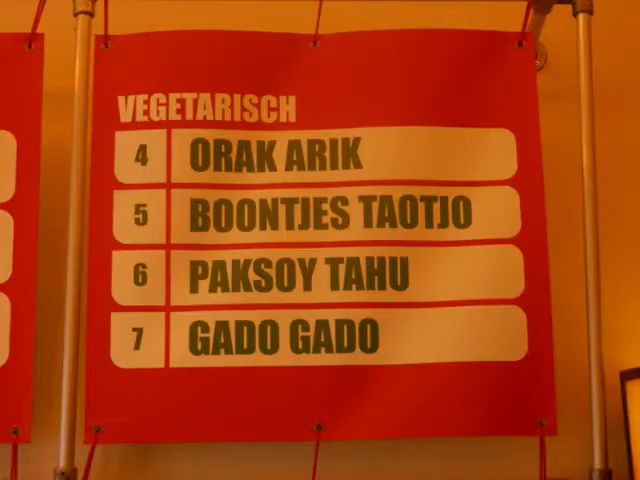 VEGETARISCH
4 ORAK ARIK
5 BOONTJES TAOTJO
6 PAKSOY TAHU
7 GADO GADO